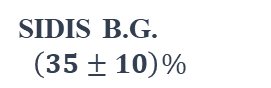 SIDIS B.G.
(35 ± 10)%